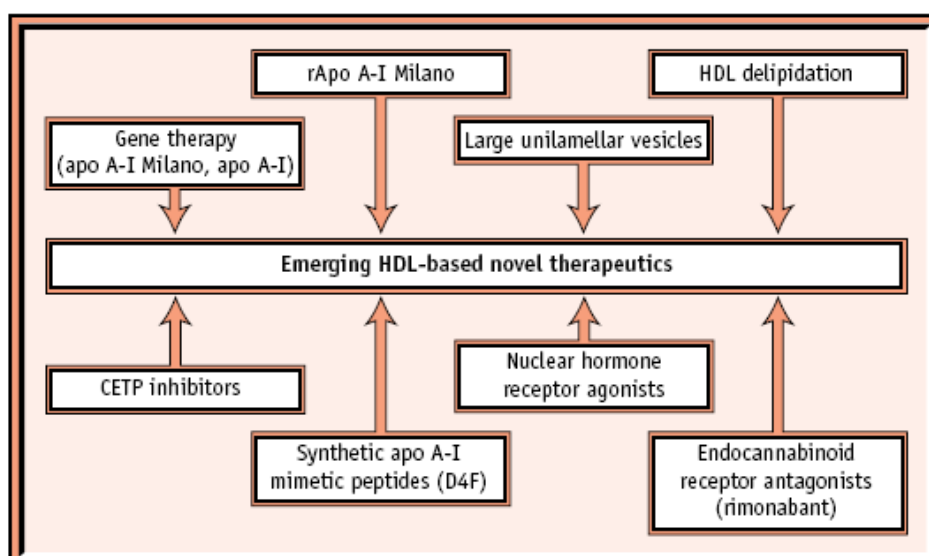 rApo A-I Milano
HDL delipidation
Gene therapy
(apo A-I Milano, apo A-I)
Large unilamellar vesicles
Emerging HDL-based novel therapeutics
CETP inhibitors
Nuclear hormone
receptor agonists
Synthetic apo A-I
mimetic peptides (D4F)
Endocannabinoid
receptor antagonists
(rimonabant)